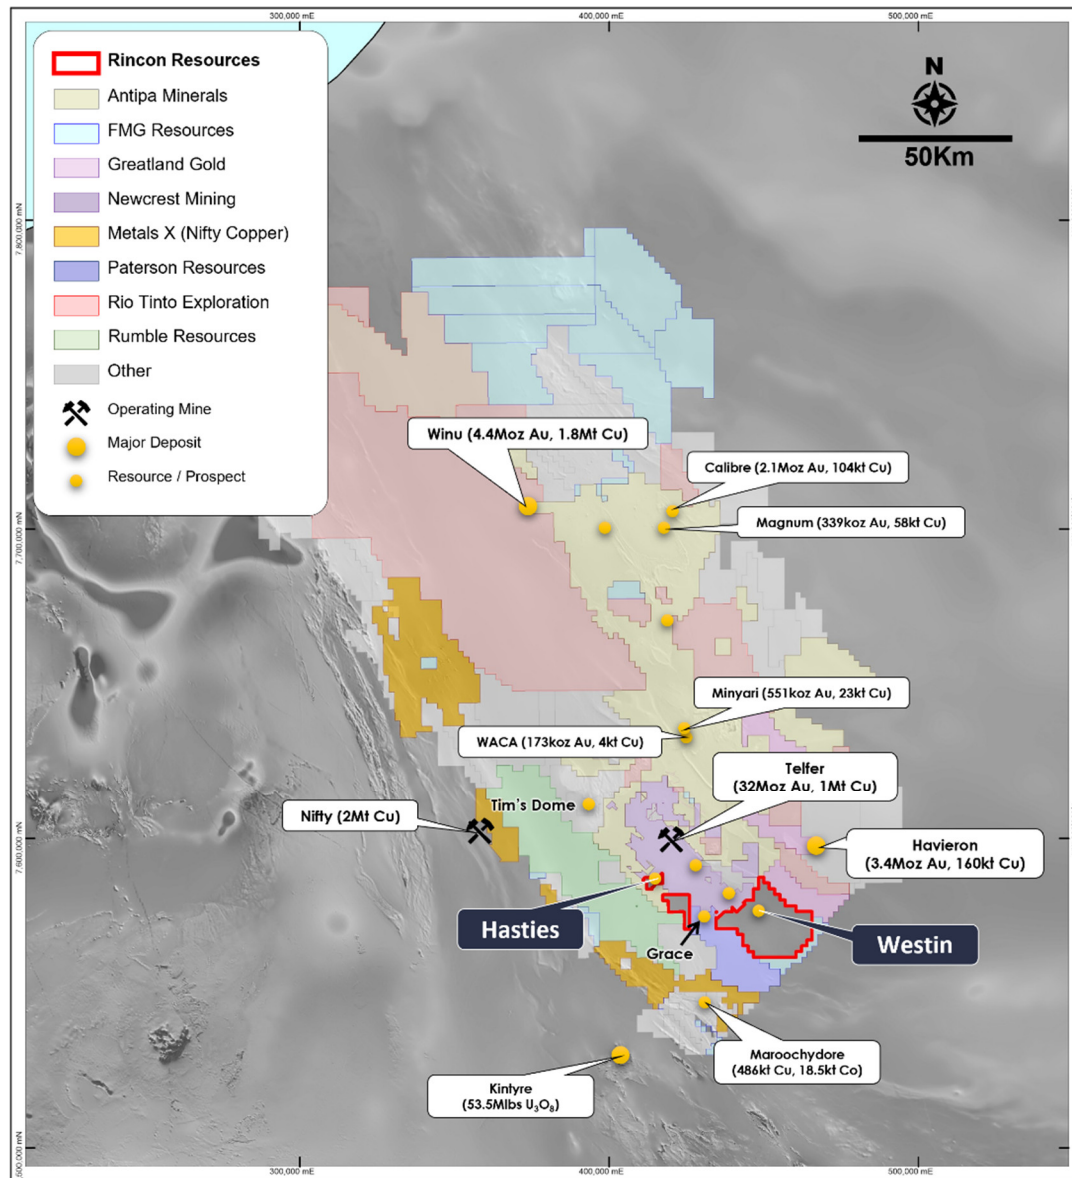 300,000 mE
400,000 mE
500,000 mE
Rincon Resources
Antipa Minerals
FMG Resources
Greatland Gold
Newcrest Mining
Metals X (Nifty Copper)
Paterson Resources
Rio Tinto Exploration
Rumble Resources
Other
Operating Mine
Major Deposit
Resource / Prospect
N
50Km
7,800,000 mN
Winu (4.4Moz Au, 1.8Mt Cu)
Calibre (2.1Moz Au, 104kt Cu)
Magnum (339koz Au, 58kt Cu)
7,700,000 mN
Minyari (551koz Au, 23kt Cu)
WACA (173koz Au, 4kt Cu)
Telfer
(32Moz Au, 1Mt Cu)
Tim's Dome
Nifty (2Mt Cu)
Havieron
(3.4Moz Au, 160kt Cu)
7,600,000 mN
Hasties
Grace
Westin
Maroochydore
(486kt Cu, 18.5kt Co)
Kintyre
(53.5Mlbs U₃O₈)
,500,000 mN
300,000 mE
400,000 mE
500,000 mE